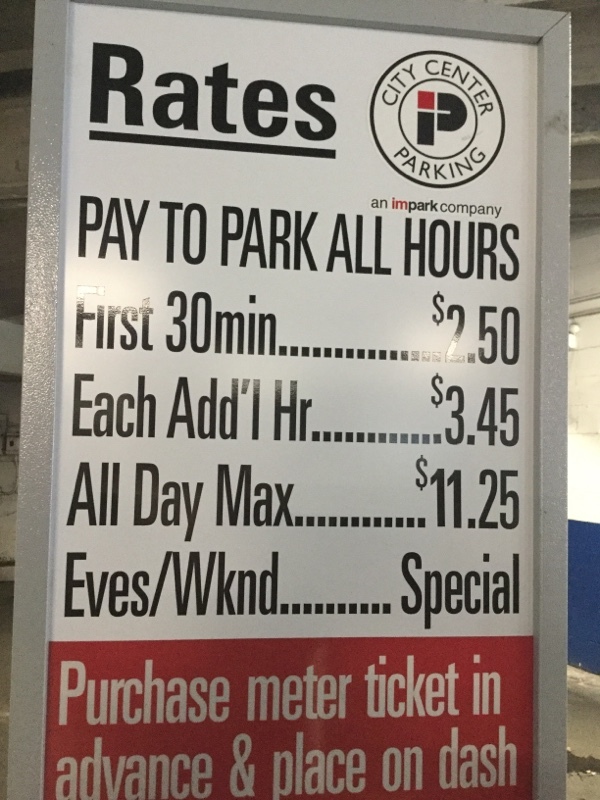 Rates
CITY CENTER
P
PARKING
an impark company
PAY TO PARK ALL HOURS
First 30min..............$2.50
Each Add'l Hr............$3.45
All Day Max............$11.25
Eves/Wknd.......... Special
Purchase meter ticket in
advance & place on dash